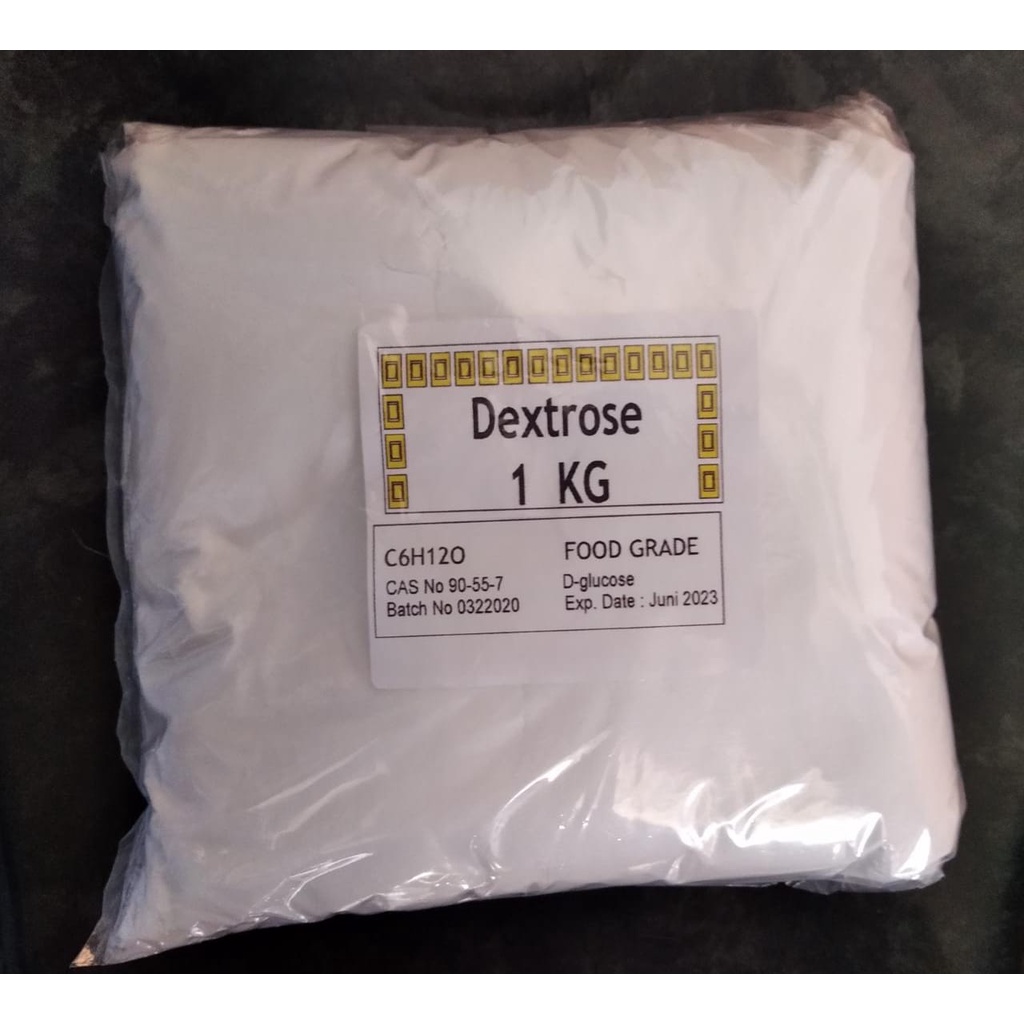 Dextrose
1 KG
C6H12O FOOD GRADE
CAS No 90-55-7 D-glucose
Batch No 0322020 Exp. Date : Juni 2023